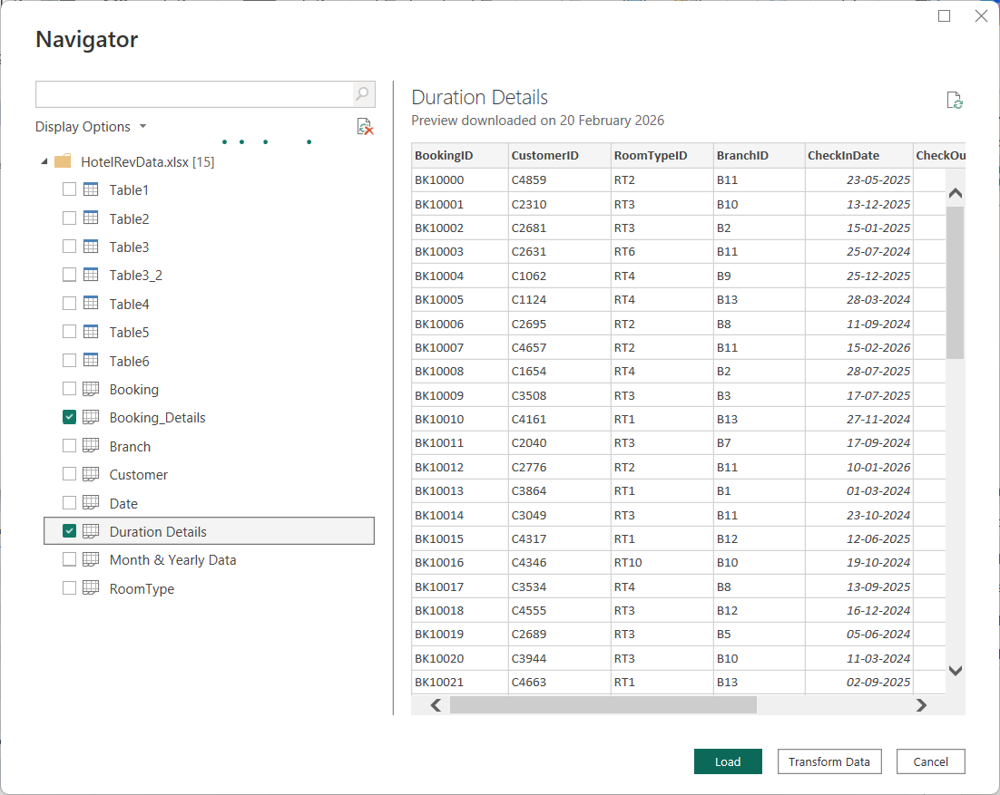 Navigator
Display Options
HotelRevData.xlsx [15]
Table1
Table2
Table3
Table3_2
Table4
Table5
Table6
Booking
Booking_Details
Branch
Customer
Date
Duration Details
Month & Yearly Data
RoomType
Duration Details
Preview downloaded on 20 February 2026
BookingID CustomerID RoomTypeID BranchID CheckInDate CheckOu
BK10000 C4859 RT2 B11 23-05-2025
BK10001 C2310 RT3 B10 13-12-2025
BK10002 C2681 RT3 B2 15-01-2025
BK10003 C2631 RT6 B11 25-07-2024
BK10004 C1062 RT4 B9 25-12-2025
BK10005 C1124 RT4 B13 28-03-2024
BK10006 C2695 RT2 B8 11-09-2024
BK10007 C4657 RT2 B11 15-02-2026
BK10008 C1654 RT4 B2 28-07-2025
BK10009 C3508 RT3 B3 17-07-2025
BK10010 C4161 RT1 B13 27-11-2024
BK10011 C2040 RT3 B7 17-09-2024
BK10012 C2776 RT2 B11 10-01-2026
BK10013 C3864 RT1 B1 01-03-2024
BK10014 C3049 RT3 B11 23-10-2024
BK10015 C4317 RT1 B12 12-06-2025
BK10016 C4346 RT10 B10 19-10-2024
BK10017 C3534 RT4 B8 13-09-2025
BK10018 C4555 RT3 B12 16-12-2024
BK10019 C2689 RT3 B5 05-06-2024
BK10020 C3944 RT3 B10 11-03-2024
BK10021 C4663 RT1 B13 02-09-2025
Load Transform Data Cancel